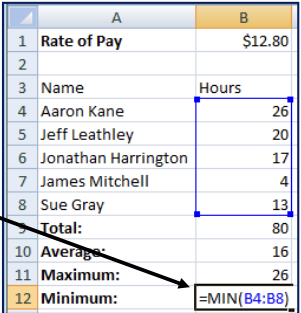 A B
1 Rate of Pay $12.80
2
3 Name Hours
4 Aaron Kane 26
5 Jeff Leathley 20
6 Jonathan Harrington 17
7 James Mitchell 4
8 Sue Gray 13
9 Total: 80
10 Average: 16
11 Maximum: 26
12 Minimum: =MIN(B4:B8)